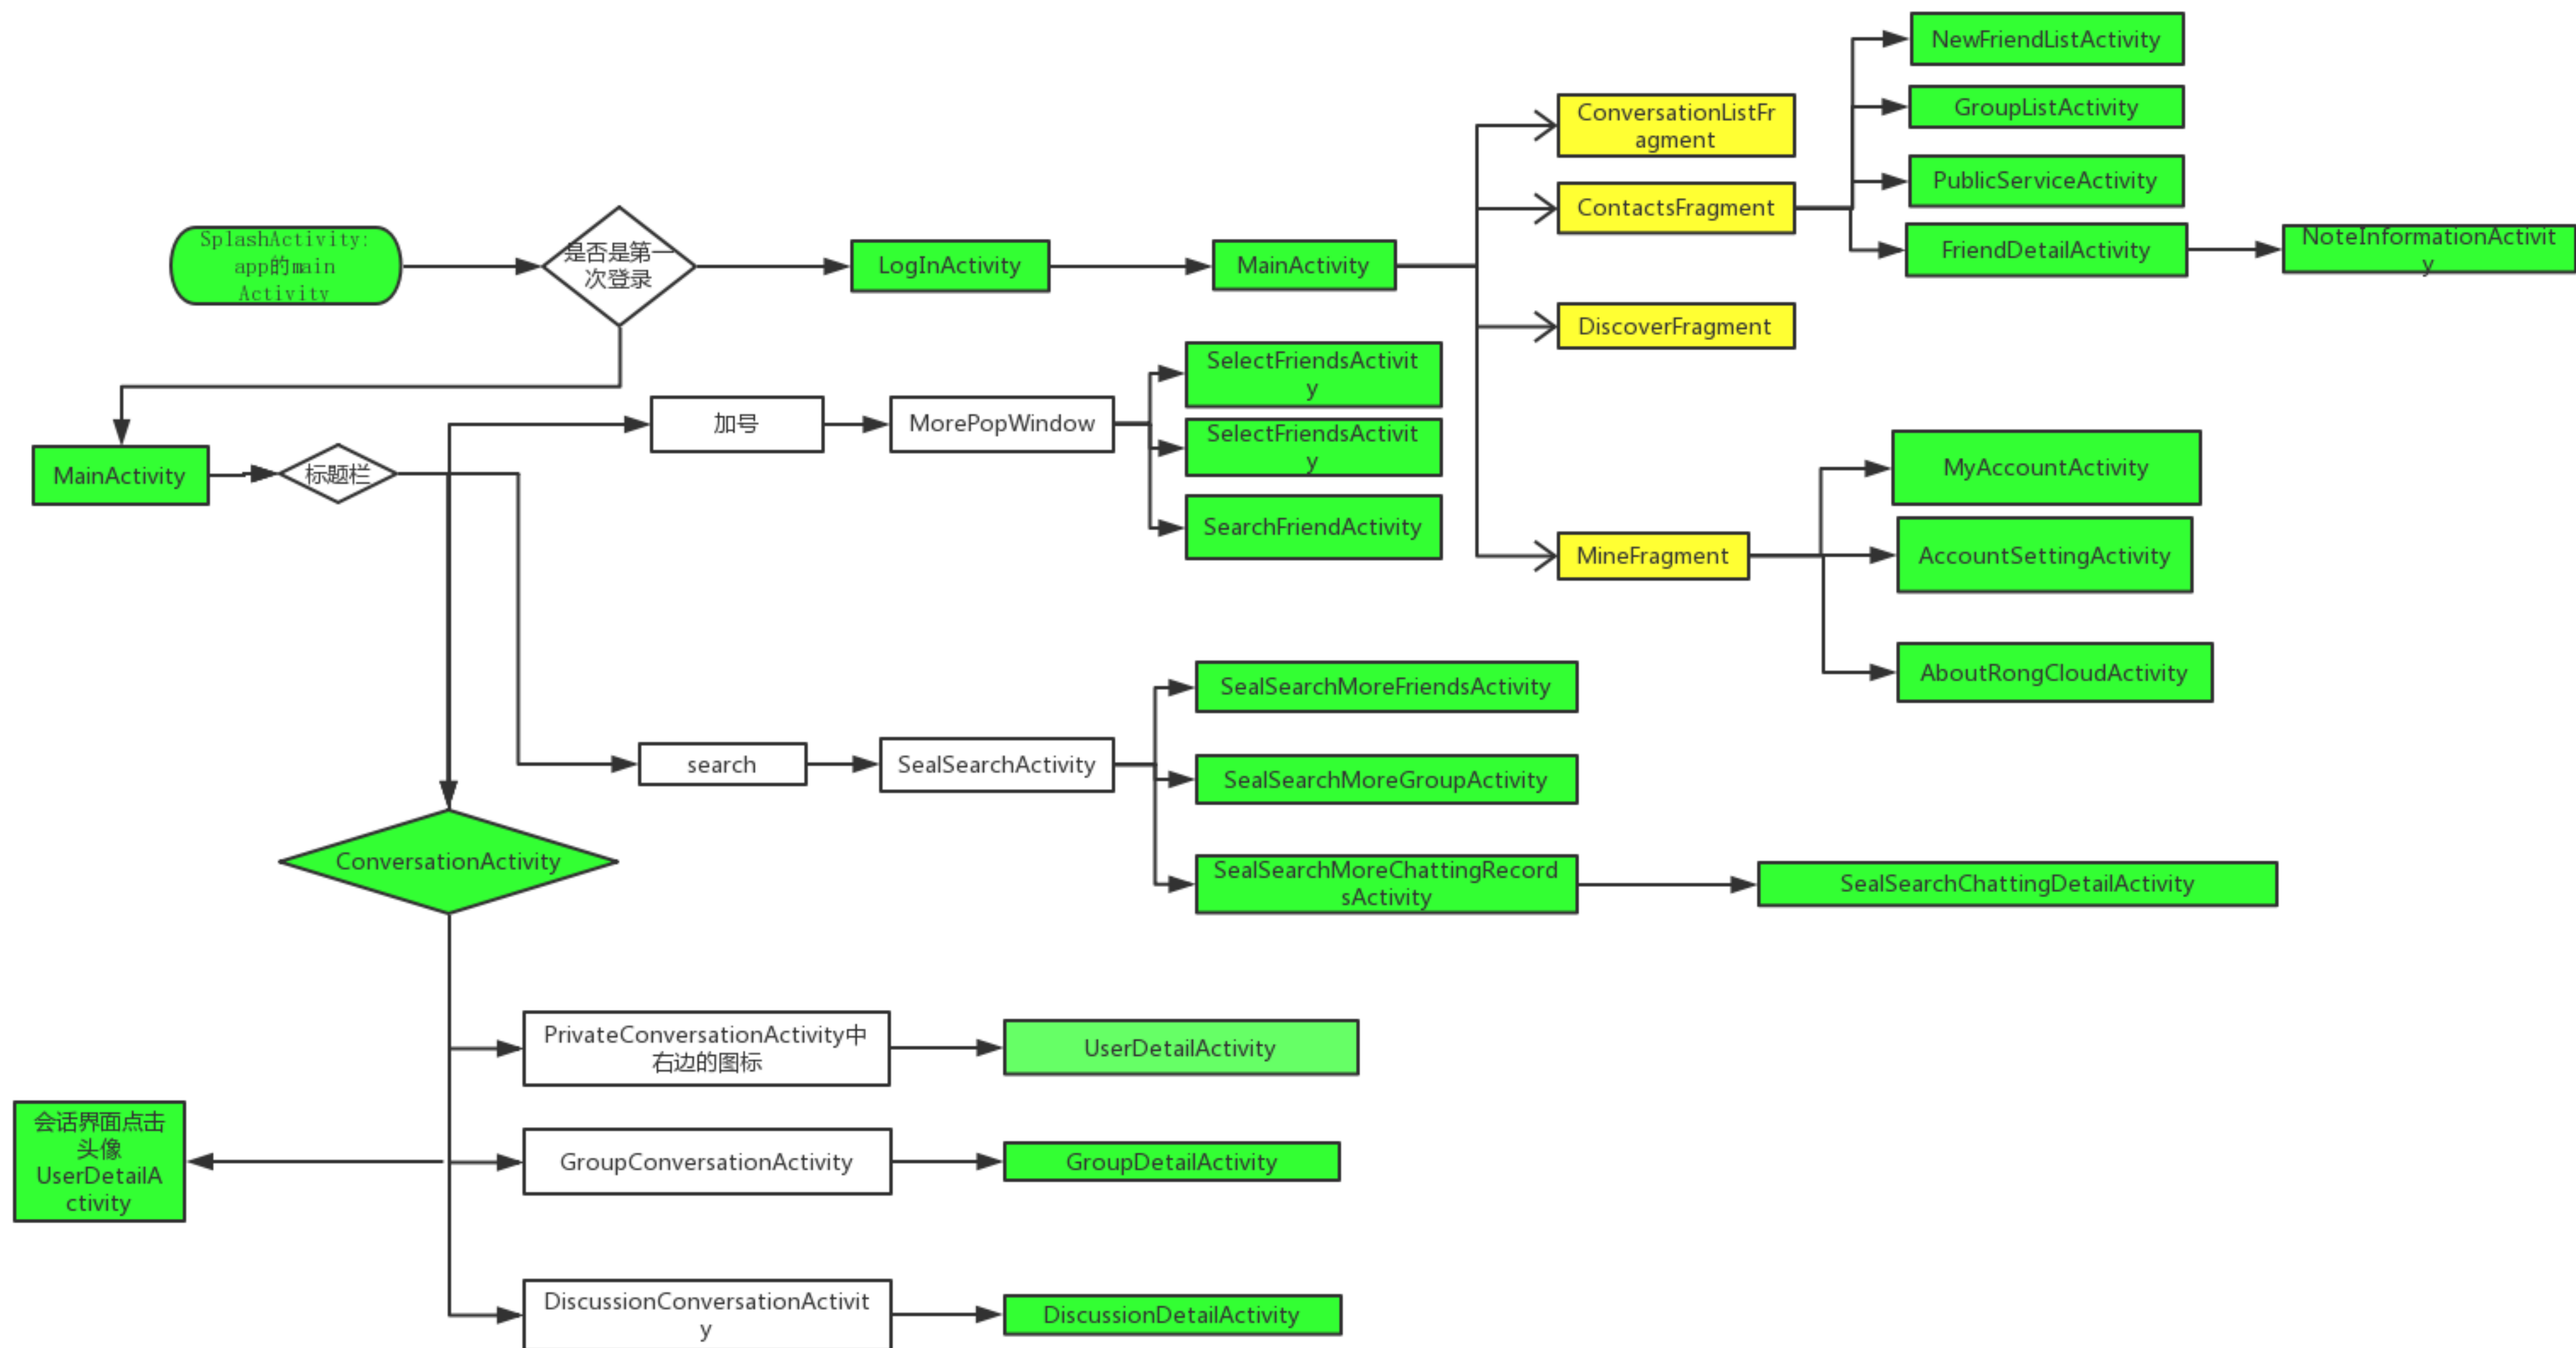 NewFriendListActivity
GroupListActivity
ConversationListFr
agment
PublicServiceActivity
ContactsFragment
SplashActivity:
app的main
Activity
是否是第一
次登录
LogInActivity
MainActivity
FriendDetailActivity
NoteInformationActivit
y
DiscoverFragment
SelectFriendsActivit
y
加号
MorePopWindow
SelectFriendsActivit
y
MainActivity
标题栏
SearchFriendActivity
MyAccountActivity
MineFragment
AccountSettingActivity
AboutRongCloudActivity
SealSearchMoreFriendsActivity
search
SealSearchActivity
SealSearchMoreGroupActivity
ConversationActivity
SealSearchMoreChattingRecord
sActivity
SealSearchChattingDetailActivity
PrivateConversationActivity中
右边的图标
UserDetailActivity
会话界面点击
头像
UserDetailA
ctivity
GroupConversationActivity
GroupDetailActivity
DiscussionConversationActivit
y
DiscussionDetailActivity